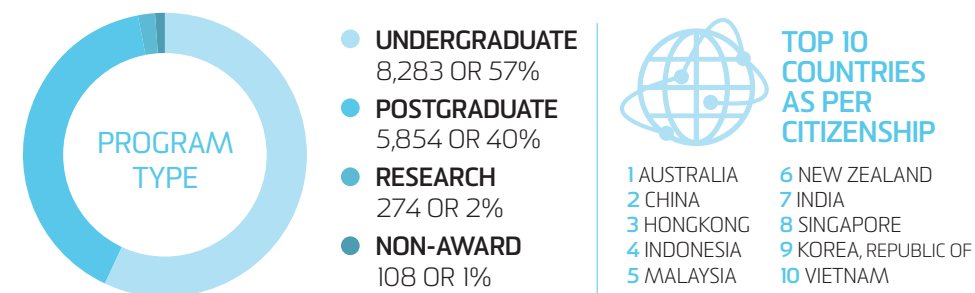 PROGRAM
TYPE
UNDERGRADUATE
8,283 OR 57%
POSTGRADUATE
5,854 OR 40%
RESEARCH
274 OR 2%
NON-AWARD
108 OR 1%
TOP 10
COUNTRIES
AS PER
CITIZENSHIP
1 AUSTRALIA
2 CHINA
3 HONGKONG
4 INDONESIA
5 MALAYSIA
6 NEW ZEALAND
7 INDIA
8 SINGAPORE
9 KOREA, REPUBLIC OF
10 VIETNAM